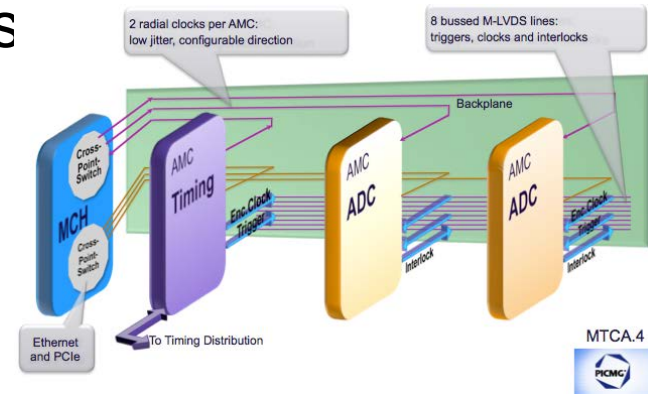 s
2 radial clocks per AMC:
low jitter, configurable direction
8 bussed M-LVDS lines:
triggers, clocks and interlocks
Backplane
Cross-
Point-
Switch
MCH
Cross-
Point-
Switch
AMC
Timing
Enc.Clock
Trigger
AMC
ADC
Interlock
AMC
ADC
Enc.Clock
Trigger
Interlock
Ethernet
and PCIe
To Timing Distribution
MTCA.4
PICMG